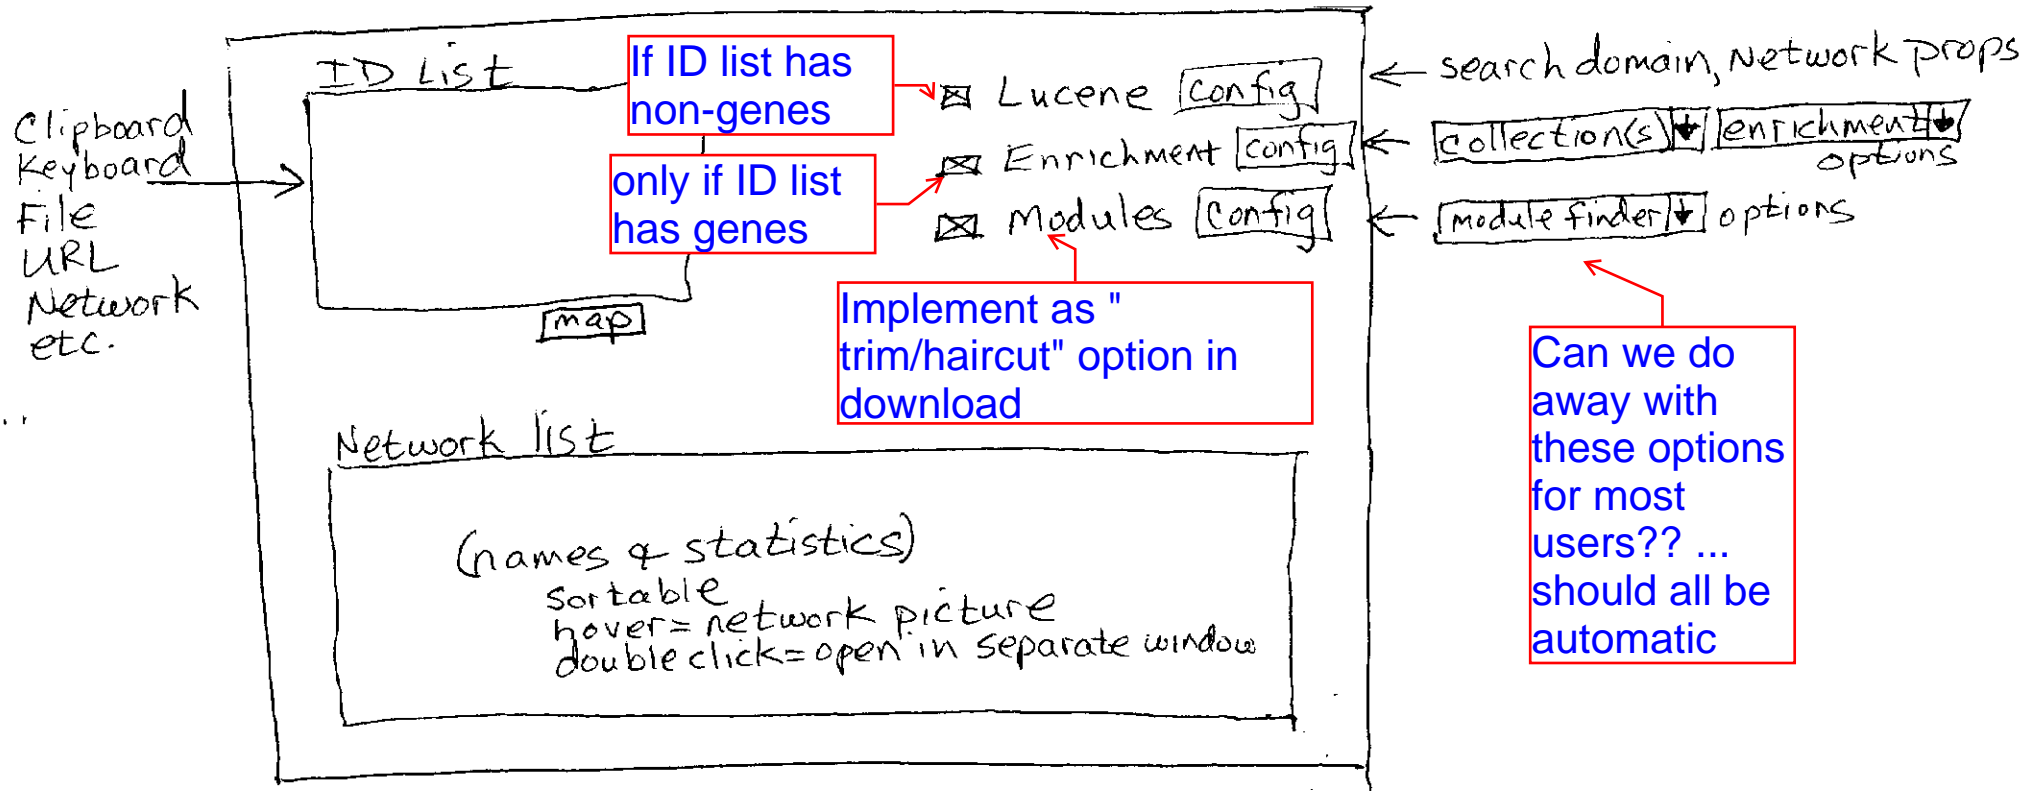 ID List
If ID list has
non-genes
Lucene config
search domain, Network props
Clipboard
Keyboard
File
URL
Network
etc.
only if ID list
has genes
Enrichment config
collection(s) enrichment
options
Modules config
module finder options
map
Implement as "
trim/haircut" option in
download
Can we do
away with
these options
for most
users?? ...
should all be
automatic
Network list
(names & statistics)
sortable
hover = network picture
double click = open in separate window